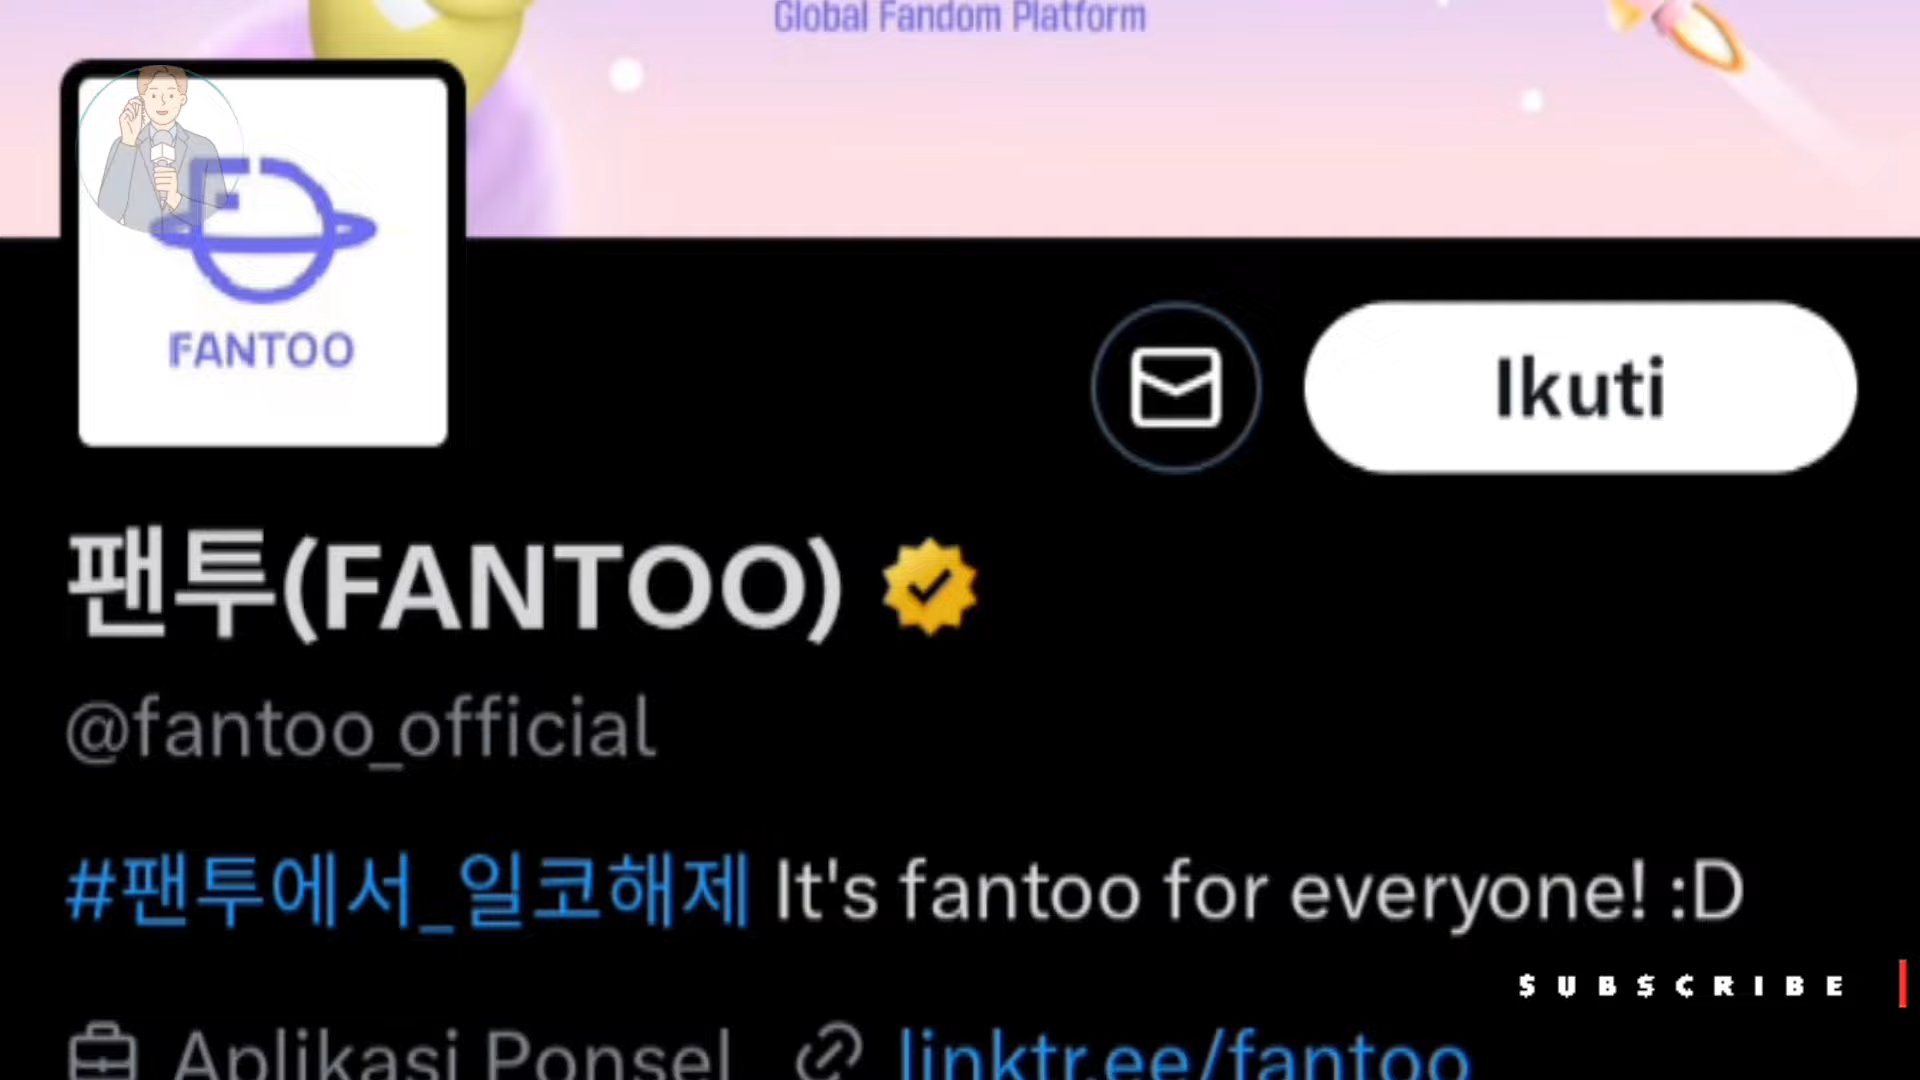 Global Fandom Platform
FANTOO
Ikuti
팬투(FANTOO)
@fantoo_official
#팬투에서_일코해제 It's fantoo for everyone! :D
SUBSCRIBE
Aplikasi Ponsel linktr.ee/fantoo